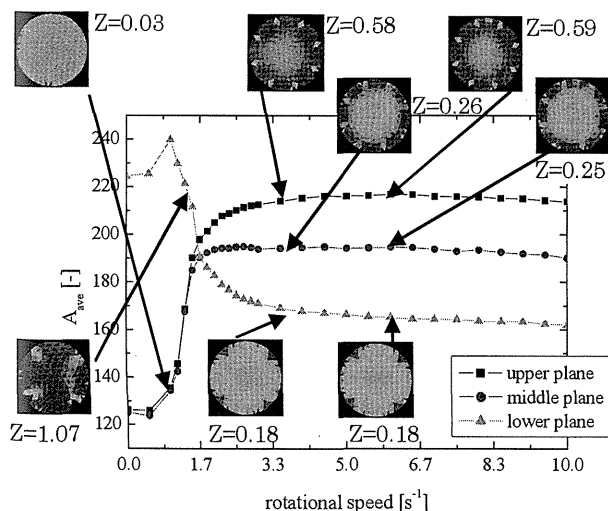 Z=0.03
Z=0.58
Z=0.59
Z=0.26
Z=0.25
240
220
200
180
160
140
120
A_ave [-]
Z=1.07
Z=0.18
Z=0.18
upper plane
middle plane
lower plane
0.0 1.7 3.3 5.0 6.7 8.3 10.0
rotational speed [s⁻¹]